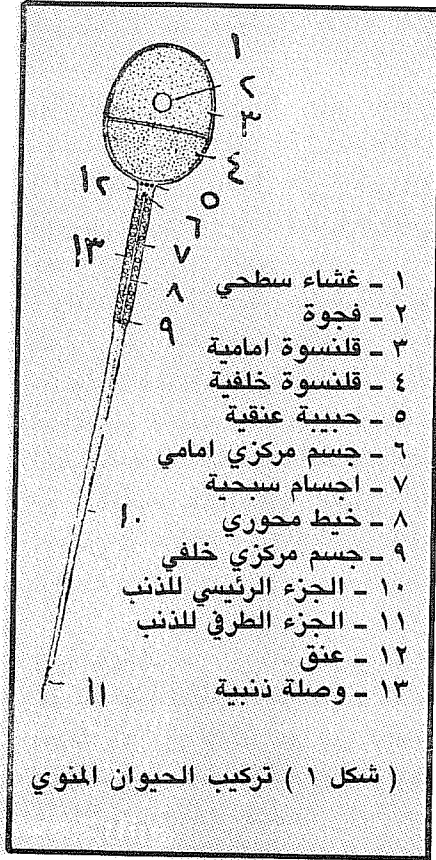 ١
٢
٣
٤
٥
٦
٧
٨
٩
١٠
١١
١٢
١٣
١ - غشاء سطحي
٢ - فجوة
٣ - قلنسوة امامية
٤ - قلنسوة خلفية
٥ - حبيبة عنقية
٦ - جسم مركزي امامي
٧ - اجسام سبحية
٨ - خيط محوري
٩ - جسم مركزي خلفي
١٠ - الجزء الرئيسي للذنب
١١ - الجزء الطرفي للذنب
١٢ - عنق
١٣ - وصلة ذنبية
( شكل ١ ) تركيب الحيوان المنوي